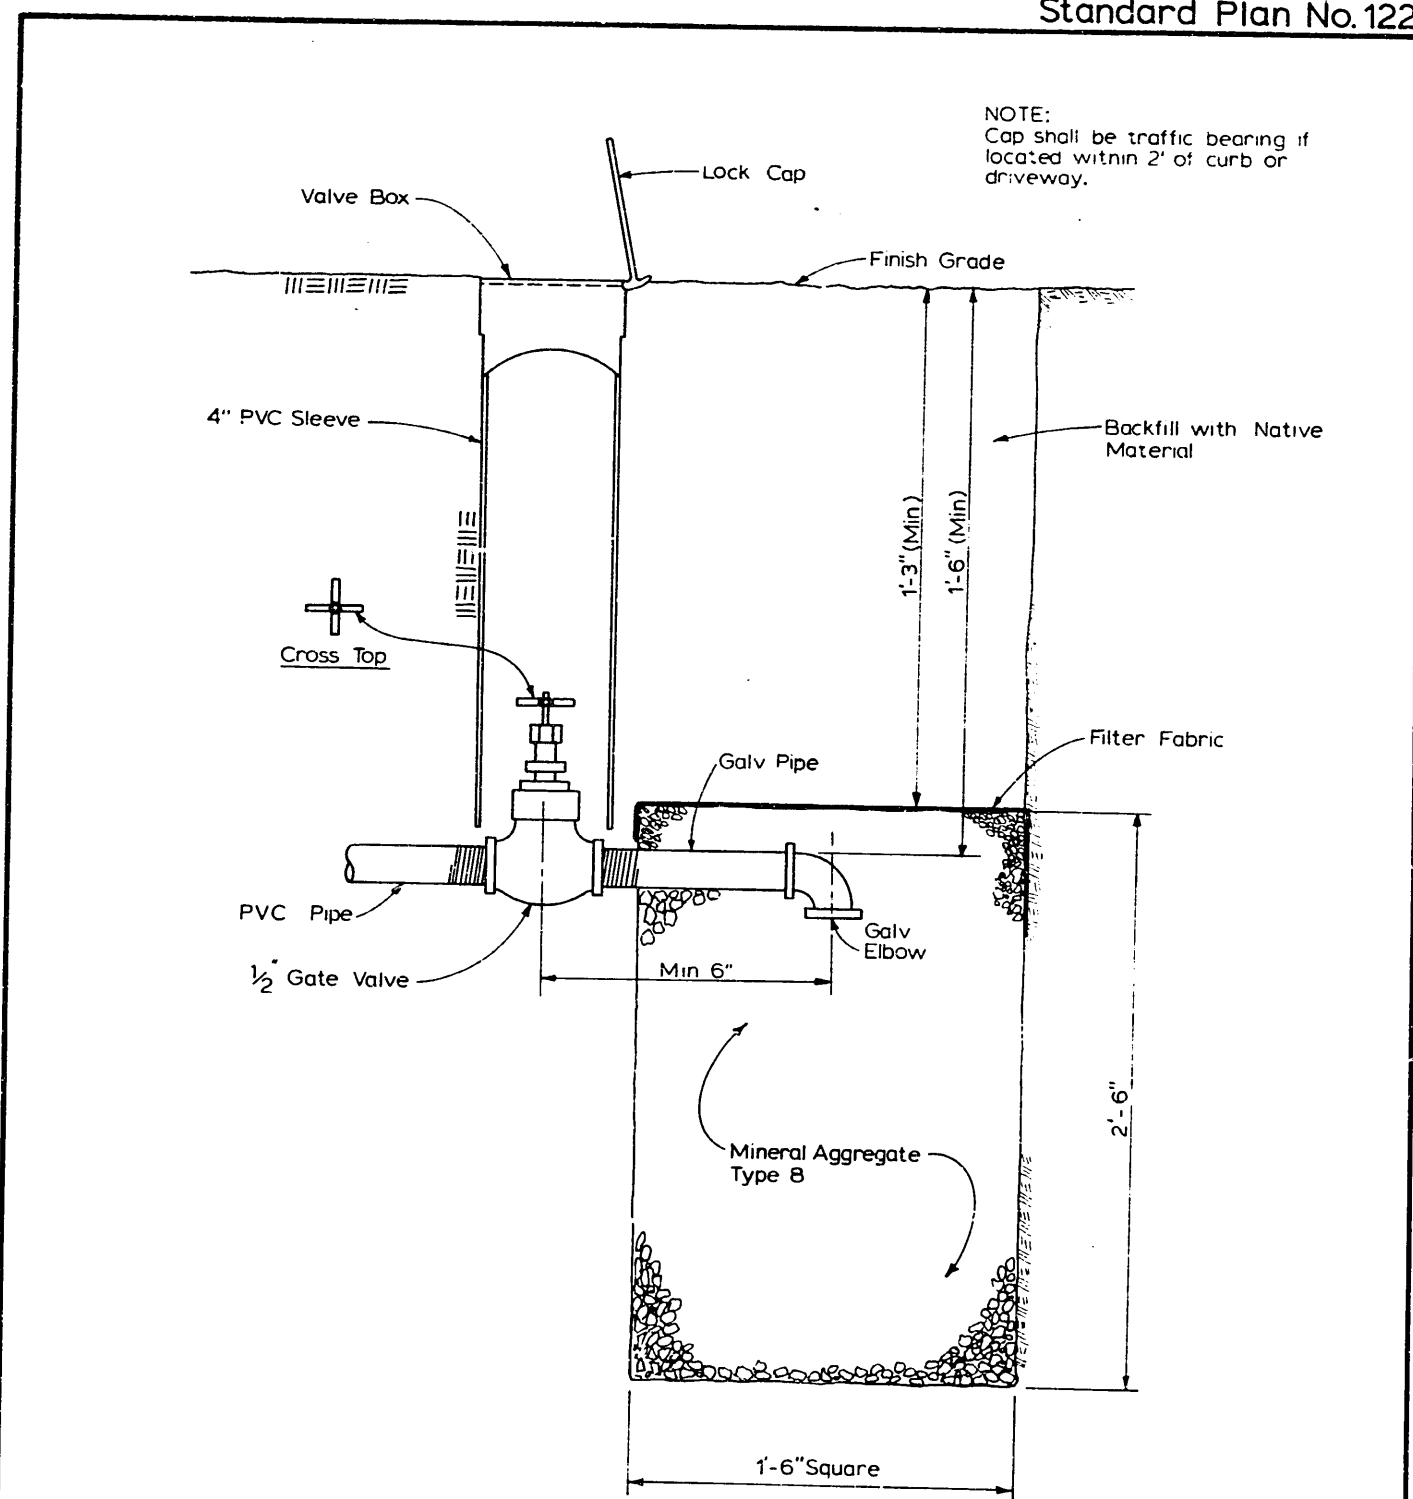 Standard Plan No. 122
NOTE:
Cap shall be traffic bearing if
located within 2' of curb or
driveway.
Lock Cap
Valve Box
Finish Grade
4" PVC Sleeve
Backfill with Native
Material
1'-3" (Min)
1'-6" (Min)
Cross Top
Filter Fabric
Galv Pipe
PVC Pipe
Galv
Elbow
1/2" Gate Valve
Min 6"
2'-6"
Mineral Aggregate
Type 8
1'-6" Square